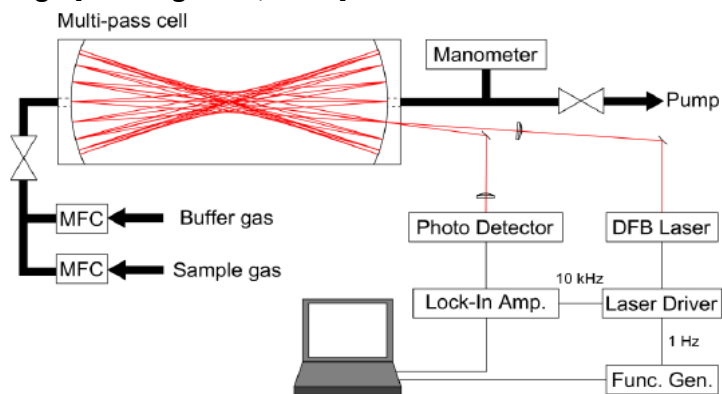 Multi-pass cell
Manometer
Pump
MFC
Buffer gas
MFC
Sample gas
Photo Detector
DFB Laser
10 kHz
Lock-In Amp.
Laser Driver
1 Hz
Func. Gen.